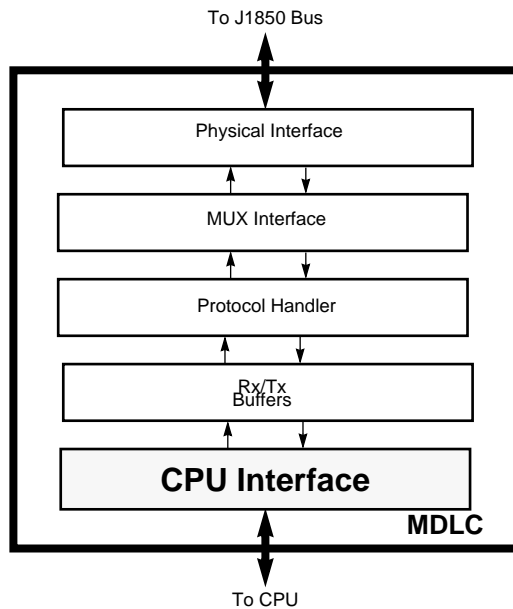 To J1850 Bus
Physical Interface
MUX Interface
Protocol Handler
Rx/Tx
Buffers
CPU Interface
MDLC
To CPU